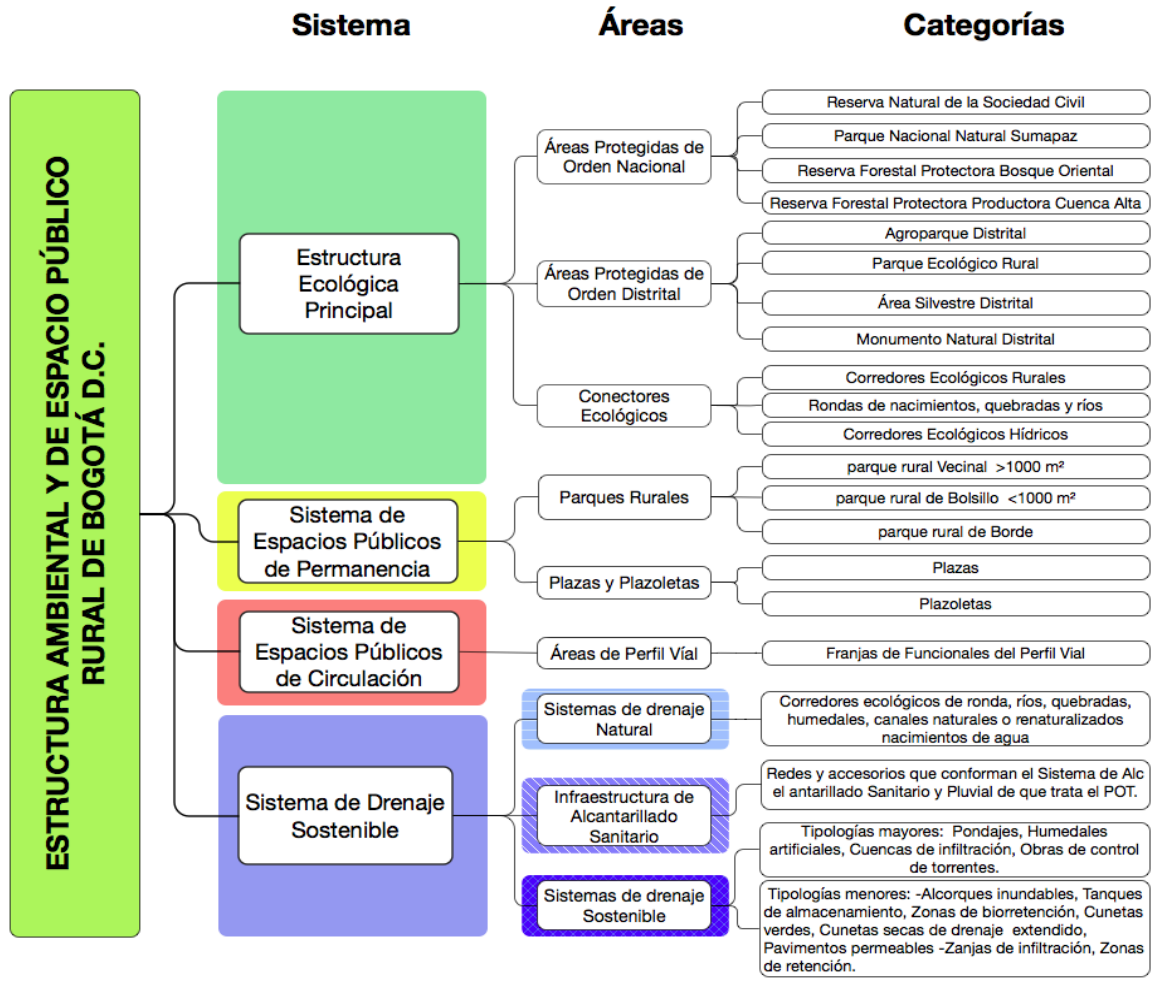 Sistema
Áreas
Categorías
ESTRUCTURA AMBIENTAL Y DE ESPACIO PÚBLICO
RURAL DE BOGOTÁ D.C.
Estructura
Ecológica
Principal
Áreas Protegidas de
Orden Nacional
Reserva Natural de la Sociedad Civil
Parque Nacional Natural Sumapaz
Reserva Forestal Protectora Bosque Oriental
Reserva Forestal Protectora Productora Cuenca Alta
Áreas Protegidas de
Orden Distrital
Agroparque Distrital
Parque Ecológico Rural
Área Silvestre Distrital
Monumento Natural Distrital
Conectores
Ecológicos
Corredores Ecológicos Rurales
Rondas de nacimientos, quebradas y ríos
Corredores Ecológicos Hídricos
Sistema de
Espacios Públicos
de Permanencia
Parques Rurales
parque rural Vecinal >1000 m²
parque rural de Bolsillo <1000 m²
parque rural de Borde
Plazas y Plazoletas
Plazas
Plazoletas
Sistema de
Espacios Públicos
de Circulación
Áreas de Perfil Víal
Franjas de Funcionales del Perfil Vial
Sistema de Drenaje
Sostenible
Sistemas de drenaje
Natural
Corredores ecológicos de ronda, ríos, quebradas,
humedales, canales naturales o renaturalizados
nacimientos de agua
Infraestructura de
Alcantarillado
Sanitario
Redes y accesorios que conforman el Sistema de Alc
el antarillado Sanitario y Pluvial de que trata el POT.
Sistemas de drenaje
Sostenible
Tipologías mayores: Pondajes, Humedales
artificiales, Cuencas de infiltración, Obras de control
de torrentes.
Tipologías menores: -Alcorques inundables, Tanques
de almacenamiento, Zonas de biorretención, Cunetas
verdes, Cunetas secas de drenaje extendido,
Pavimentos permeables -Zanjas de infiltración, Zonas
de retención.